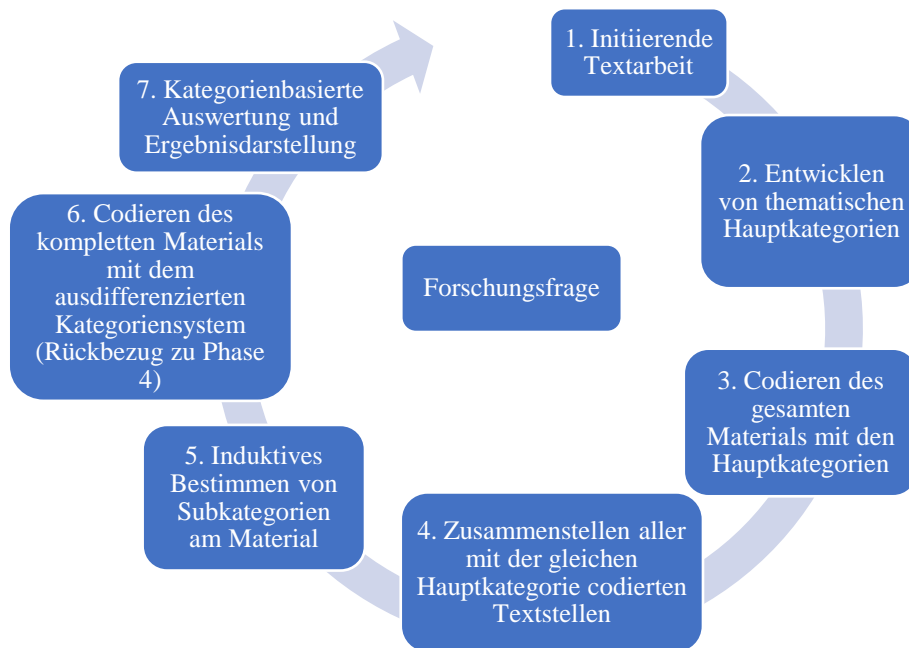 1. Initiierende
Textarbeit
2. Entwicklen
von thematischen
Hauptkategorien
3. Codieren des
gesamten
Materials mit den
Hauptkategorien
4. Zusammenstellen aller
mit der gleichen
Hauptkategorie codierten
Textstellen
5. Induktives
Bestimmen von
Subkategorien
am Material
6. Codieren des
kompletten Materials
mit dem
ausdifferenzierten
Kategoriensystem
(Rückbezug zu Phase
4)
7. Kategorienbasierte
Auswertung und
Ergebnisdarstellung
Forschungsfrage